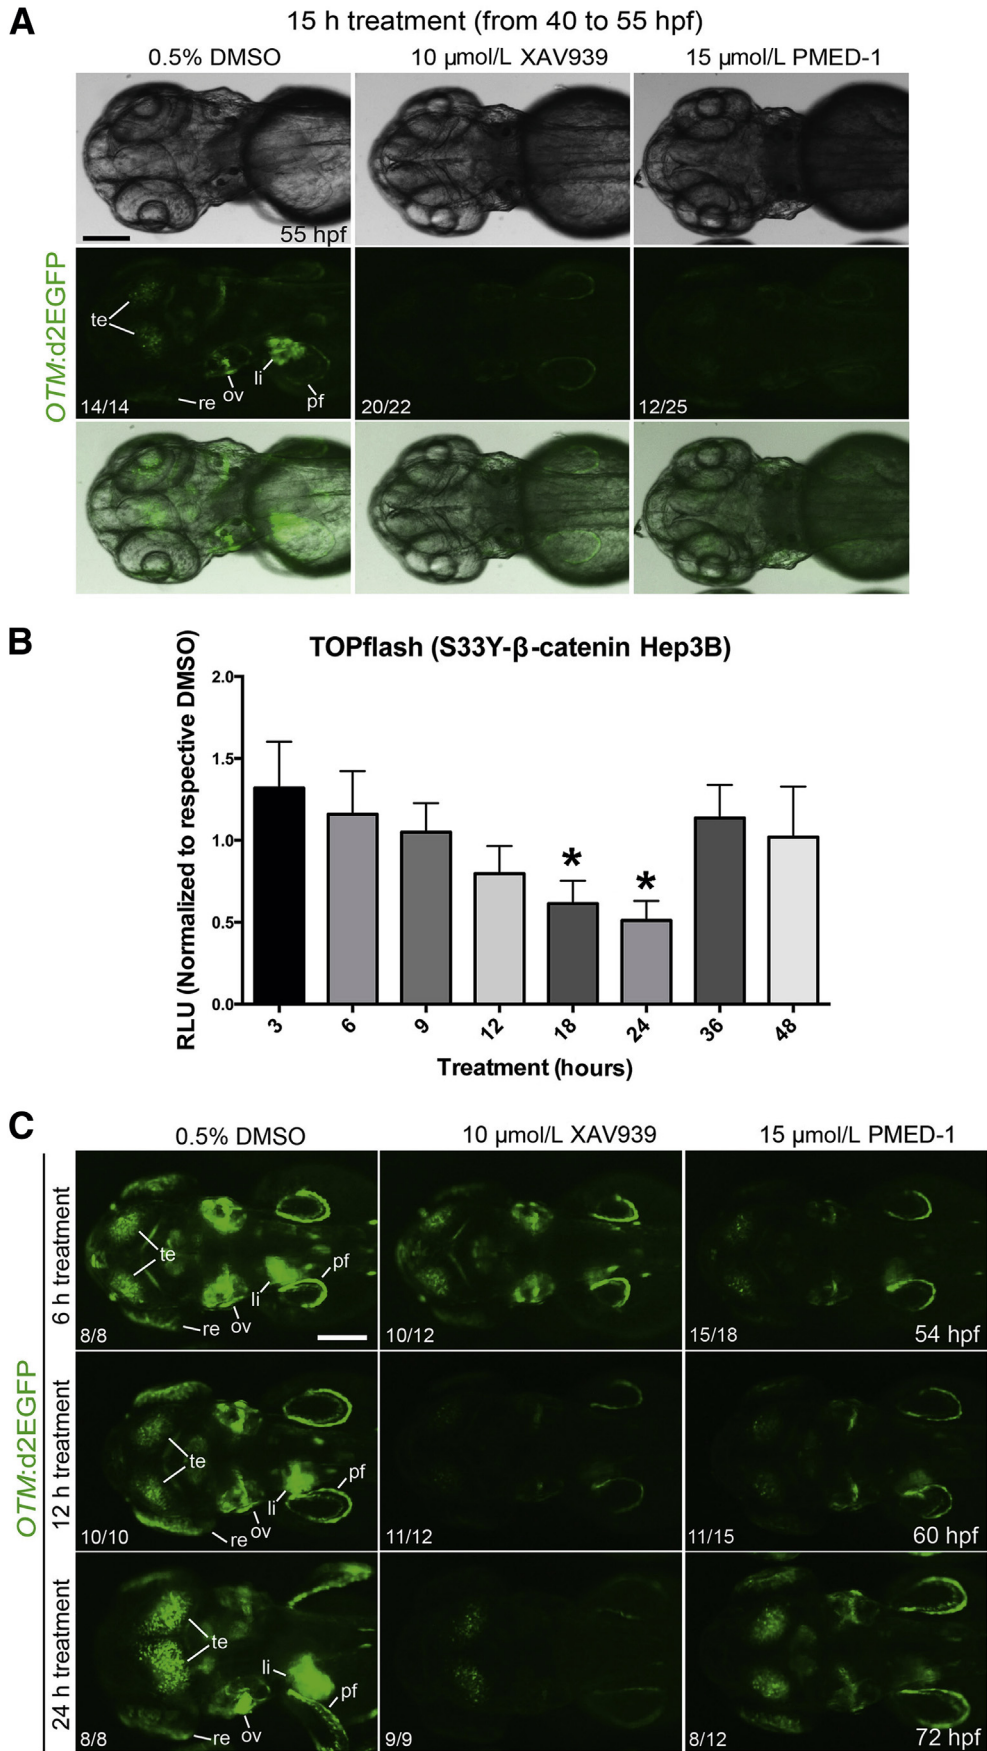 A
15 h treatment (from 40 to 55 hpf)
0.5% DMSO
10 µmol/L XAV939
15 µmol/L PMED-1
55 hpf
OTM:d2EGFP
te
re
ov
li
pf
14/14
20/22
12/25
B
TOPflash (S33Y-β-catenin Hep3B)
RLU (Normalized to respective DMSO)
2.0
1.5
1.0
0.5
0.0
*
*
3
6
9
12
18
24
36
48
Treatment (hours)
C
0.5% DMSO
10 µmol/L XAV939
15 µmol/L PMED-1
OTM:d2EGFP
6 h treatment
te
pf
li
re
ov
8/8
10/12
15/18
54 hpf
12 h treatment
te
pf
li
re
ov
10/10
11/12
11/15
60 hpf
24 h treatment
te
li
pf
re
ov
8/8
9/9
8/12
72 hpf